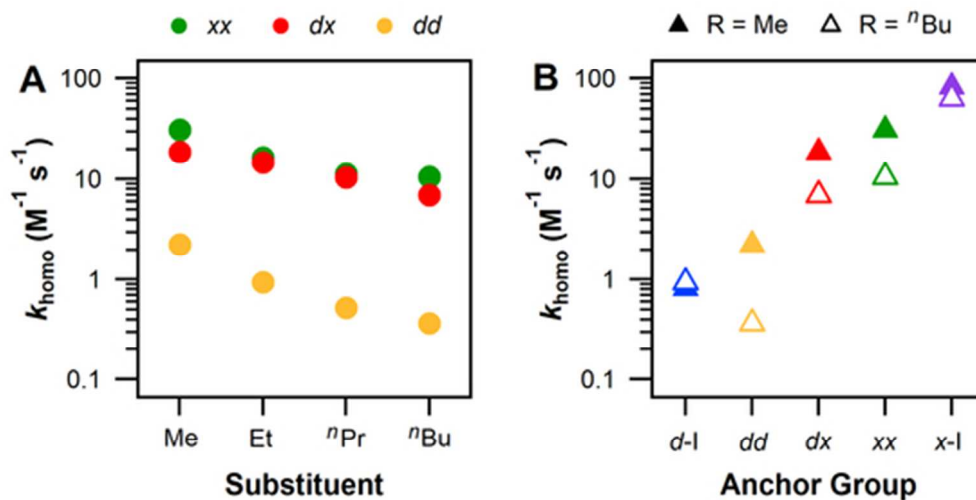 xx dx dd
A
100
10
1
0.1
k_homo (M⁻¹ s⁻¹)
Me Et ⁿPr ⁿBu
Substituent
R = Me R = ⁿBu
B
100
10
1
0.1
k_homo (M⁻¹ s⁻¹)
d-I dd dx xx x-I
Anchor Group